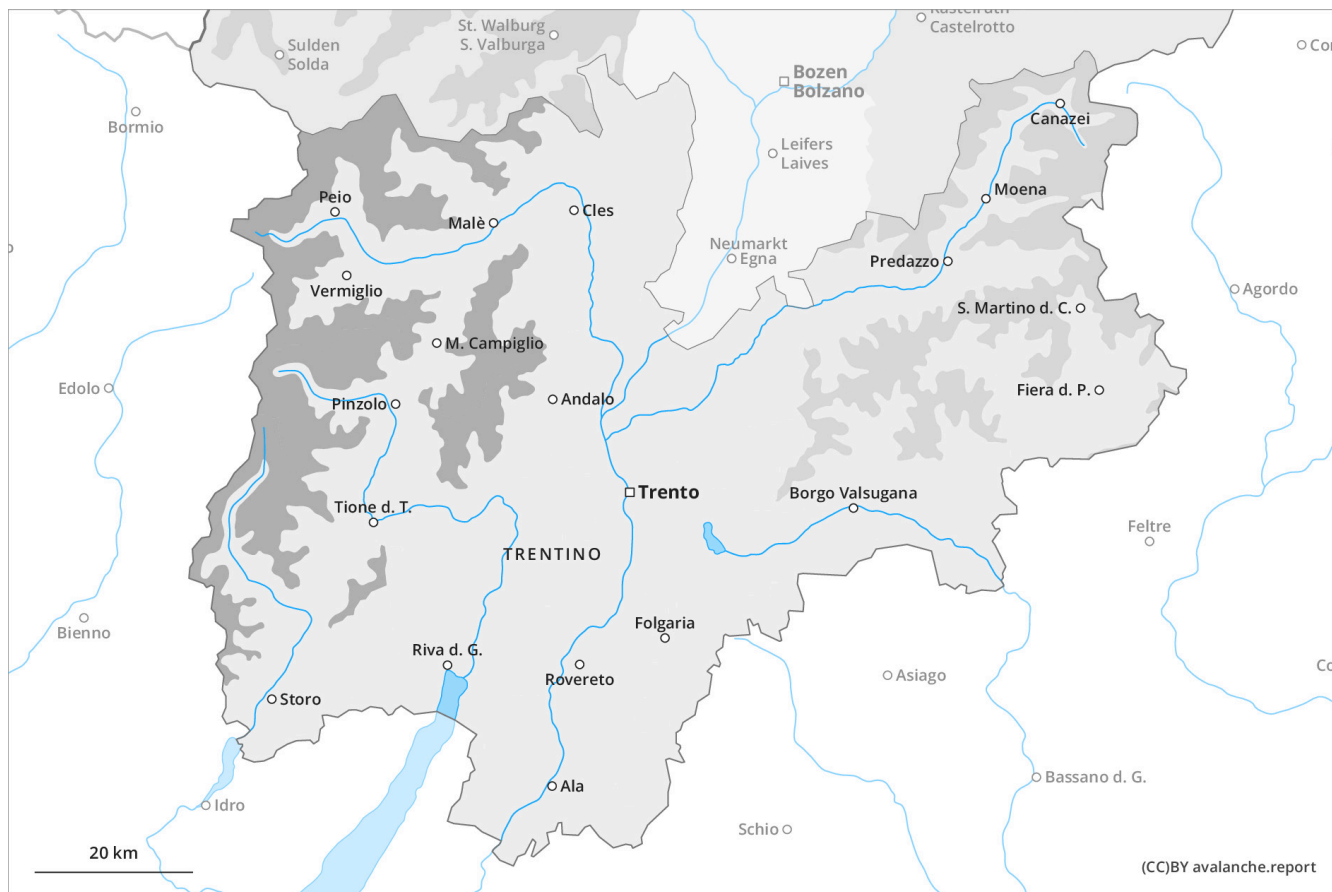 Kastelruth
Castelrotto
St. Walburg
S. Valburga
Sulden
Solda
Bozen
Bolzano
Bormio
Canazei
Leifers
Laives
Peio
Moena
Malè
Cles
Neumarkt
Egna
Predazzo
Vermiglio
Agordo
S. Martino d. C.
M. Campiglio
Edolo
Pinzolo
Andalo
Fiera d. P.
Trento
Borgo Valsugana
Tione d. T.
Feltre
TRENTINO
Bienno
Folgaria
Riva d. G.
Rovereto
Asiago
Storo
Bassano d. G.
Ala
Idro
Schio
20 km
(CC)BY avalanche.report